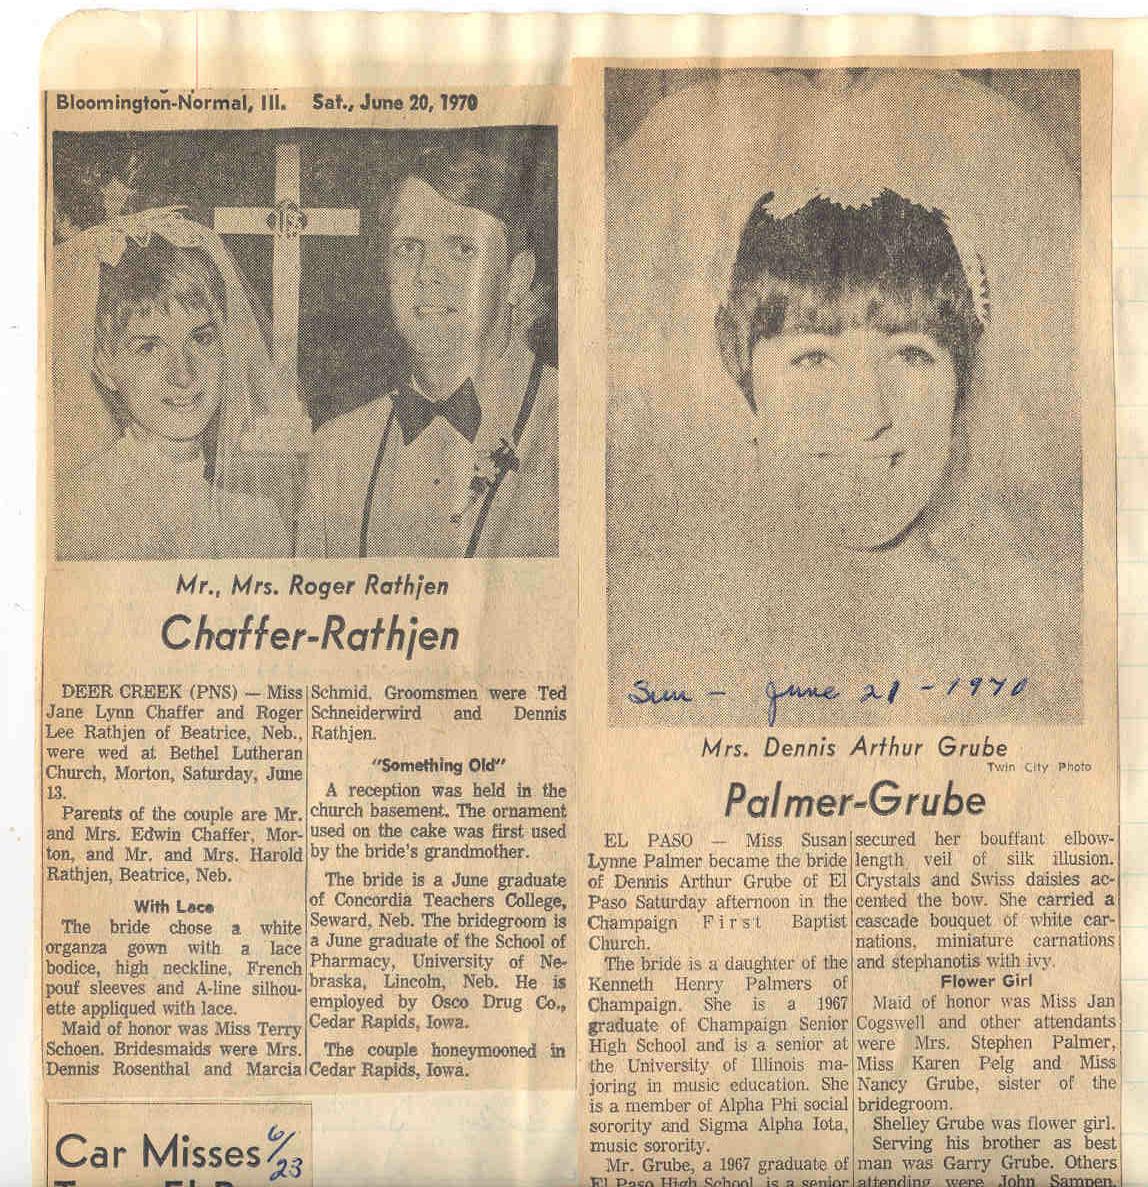 Bloomington-Normal, Ill. Sat., June 20, 1970
Mr., Mrs. Roger Rathjen
Chaffer-Rathjen
DEER CREEK (PNS) — Miss
Jane Lynn Chaffer and Roger
Lee Rathjen of Beatrice, Neb.,
were wed at Bethel Lutheran
Church, Morton, Saturday, June
13.
Parents of the couple are Mr.
and Mrs. Edwin Chaffer, Mor-
ton, and Mr. and Mrs. Harold
Rathjen, Beatrice, Neb.
With Lace
The bride chose a white
organza gown with a lace
bodice, high neckline, French
pouf sleeves and A-line silhou-
ette appliqued with lace.
Maid of honor was Miss Terry
Schoen. Bridesmaids were Mrs.
Dennis Rosenthal and Marcia
Schmid. Groomsmen were Ted
Schneiderwird and Dennis
Rathjen.
"Something Old"
A reception was held in the
church basement. The ornament
used on the cake was first used
by the bride's grandmother.
The bride is a June graduate
of Concordia Teachers College,
Seward, Neb. The bridegroom is
a June graduate of the School of
Pharmacy, University of Ne-
braska, Lincoln, Neb. He is
employed by Osco Drug Co.,
Cedar Rapids, Iowa.
The couple honeymooned in
Cedar Rapids, Iowa.
Car Misses
6/23
Sun - June 21 - 1970
Mrs. Dennis Arthur Grube
Twin City Photo
Palmer-Grube
EL PASO — Miss Susan
Lynne Palmer became the bride
of Dennis Arthur Grube of El
Paso Saturday afternoon in the
Champaign First Baptist
Church.
The bride is a daughter of the
Kenneth Henry Palmers of
Champaign. She is a 1967
graduate of Champaign Senior
High School and is a senior at
the University of Illinois ma-
joring in music education. She
is a member of Alpha Phi social
sorority and Sigma Alpha Iota,
music sorority.
Mr. Grube, a 1967 graduate of
El Paso High School, is a senior
secured her bouffant elbow-
length veil of silk illusion.
Crystals and Swiss daisies ac-
cented the bow. She carried a
cascade bouquet of white car-
nations, miniature carnations
and stephanotis with ivy.
Flower Girl
Maid of honor was Miss Jan
Cogswell and other attendants
were Mrs. Stephen Palmer,
Miss Karen Pelg and Miss
Nancy Grube, sister of the
bridegroom.
Shelley Grube was flower girl.
Serving his brother as best
man was Garry Grube. Others
attending were John Sampen,